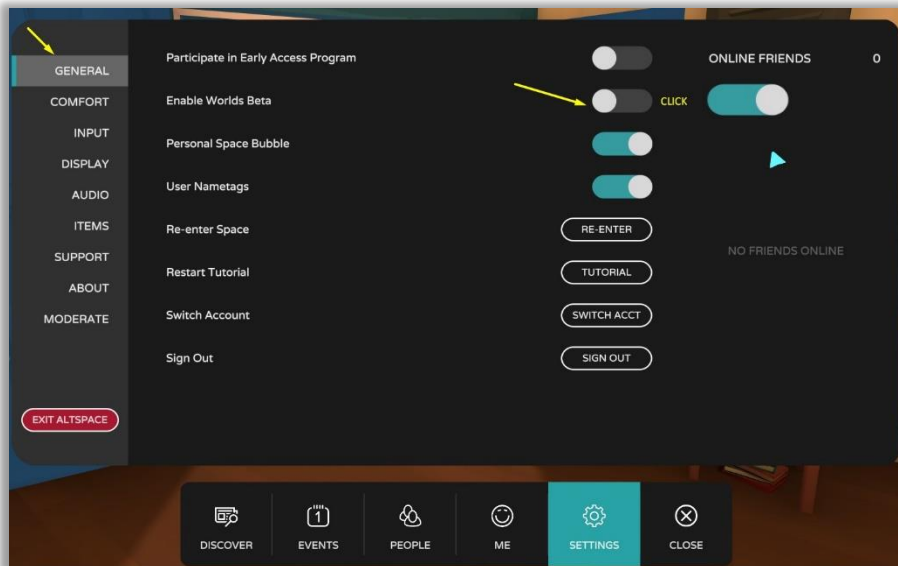 GENERAL
COMFORT
INPUT
DISPLAY
AUDIO
ITEMS
SUPPORT
ABOUT
MODERATE
EXIT ALTSPACE
Participate in Early Access Program
Enable Worlds Beta
CLICK
Personal Space Bubble
User Nametags
Re-enter Space
RE-ENTER
Restart Tutorial
TUTORIAL
Switch Account
SWITCH ACCT
Sign Out
SIGN OUT
ONLINE FRIENDS 0
NO FRIENDS ONLINE
1
DISCOVER EVENTS PEOPLE ME SETTINGS CLOSE